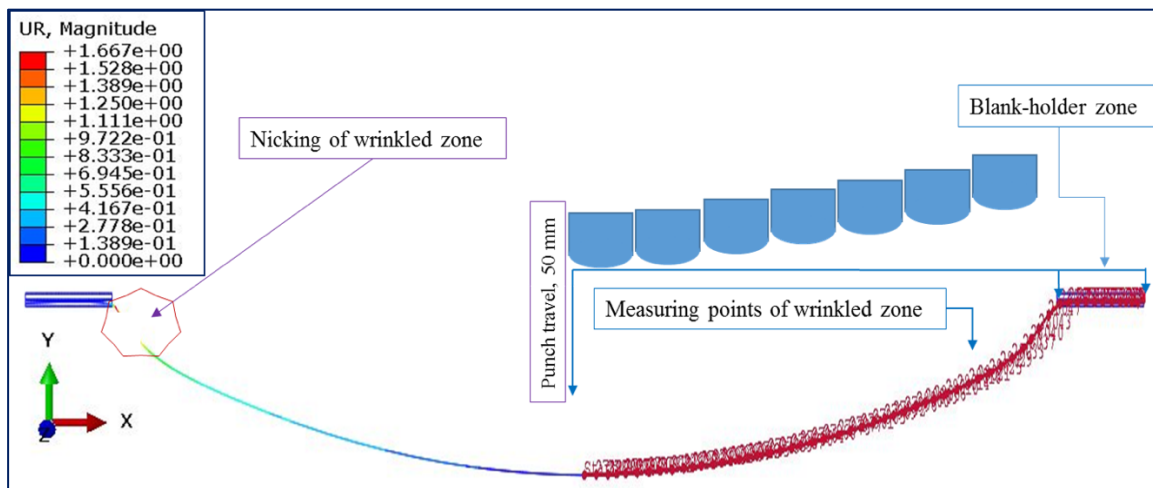 UR, Magnitude
+1.667e+00
+1.528e+00
+1.389e+00
+1.250e+00
+1.111e+00
+9.722e-01
+8.333e-01
+6.945e-01
+5.556e-01
+4.167e-01
+2.778e-01
+1.389e-01
+0.000e+00
Nicking of wrinkled zone
Blank-holder zone
Punch travel, 50 mm
Measuring points of wrinkled zone
Y
X
Z